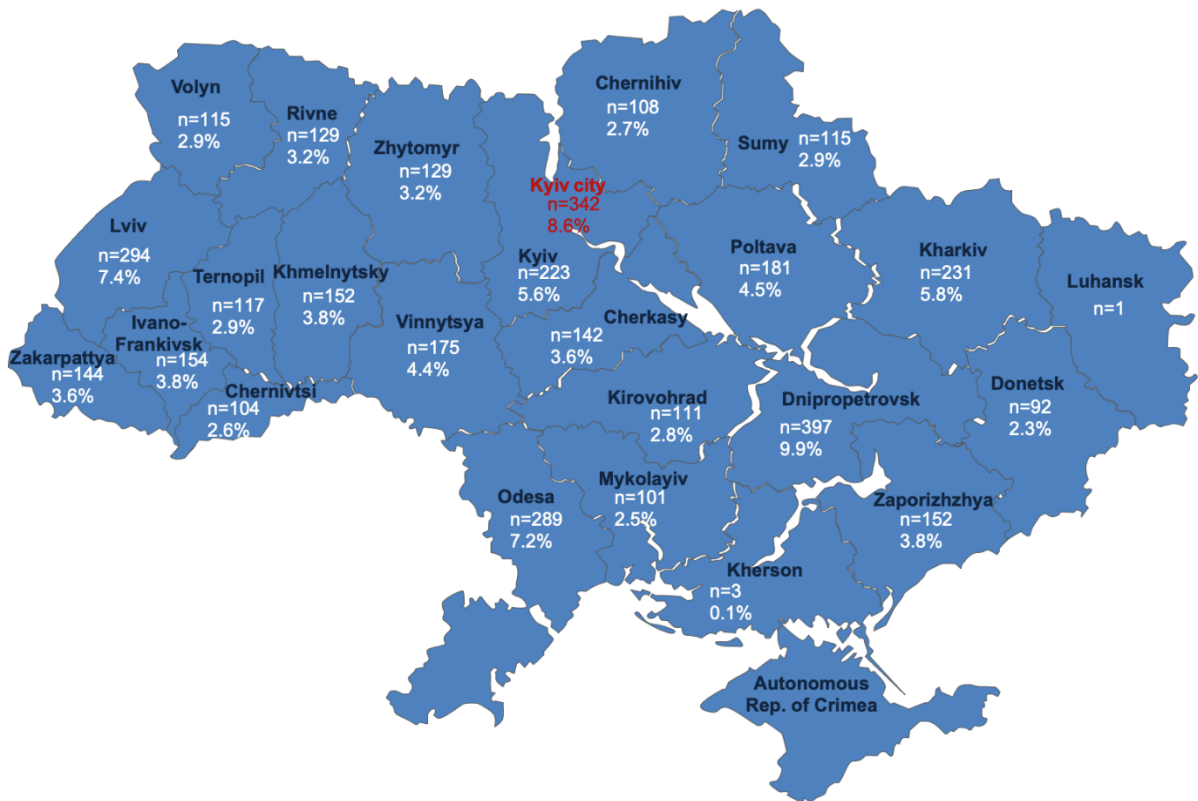 Volyn
n=115
2.9%
Rivne
n=129
3.2%
Zhytomyr
n=129
3.2%
Chernihiv
n=108
2.7%
Sumy
n=115
2.9%
Kyiv city
n=342
8.6%
Lviv
n=294
7.4%
Ternopil
n=117
2.9%
Khmelnytsky
n=152
3.8%
Kyiv
n=223
5.6%
Poltava
n=181
4.5%
Kharkiv
n=231
5.8%
Luhansk
n=1
Zakarpattya
n=144
3.6%
Ivano-
Frankivsk
n=154
3.8%
Chernivtsi
n=104
2.6%
Vinnytsya
n=175
4.4%
Cherkasy
n=142
3.6%
Kirovohrad
n=111
2.8%
Dnipropetrovsk
n=397
9.9%
Donetsk
n=92
2.3%
Odesa
n=289
7.2%
Mykolayiv
n=101
2.5%
Zaporizhzhya
n=152
3.8%
Kherson
n=3
0.1%
Autonomous
Rep. of Crimea